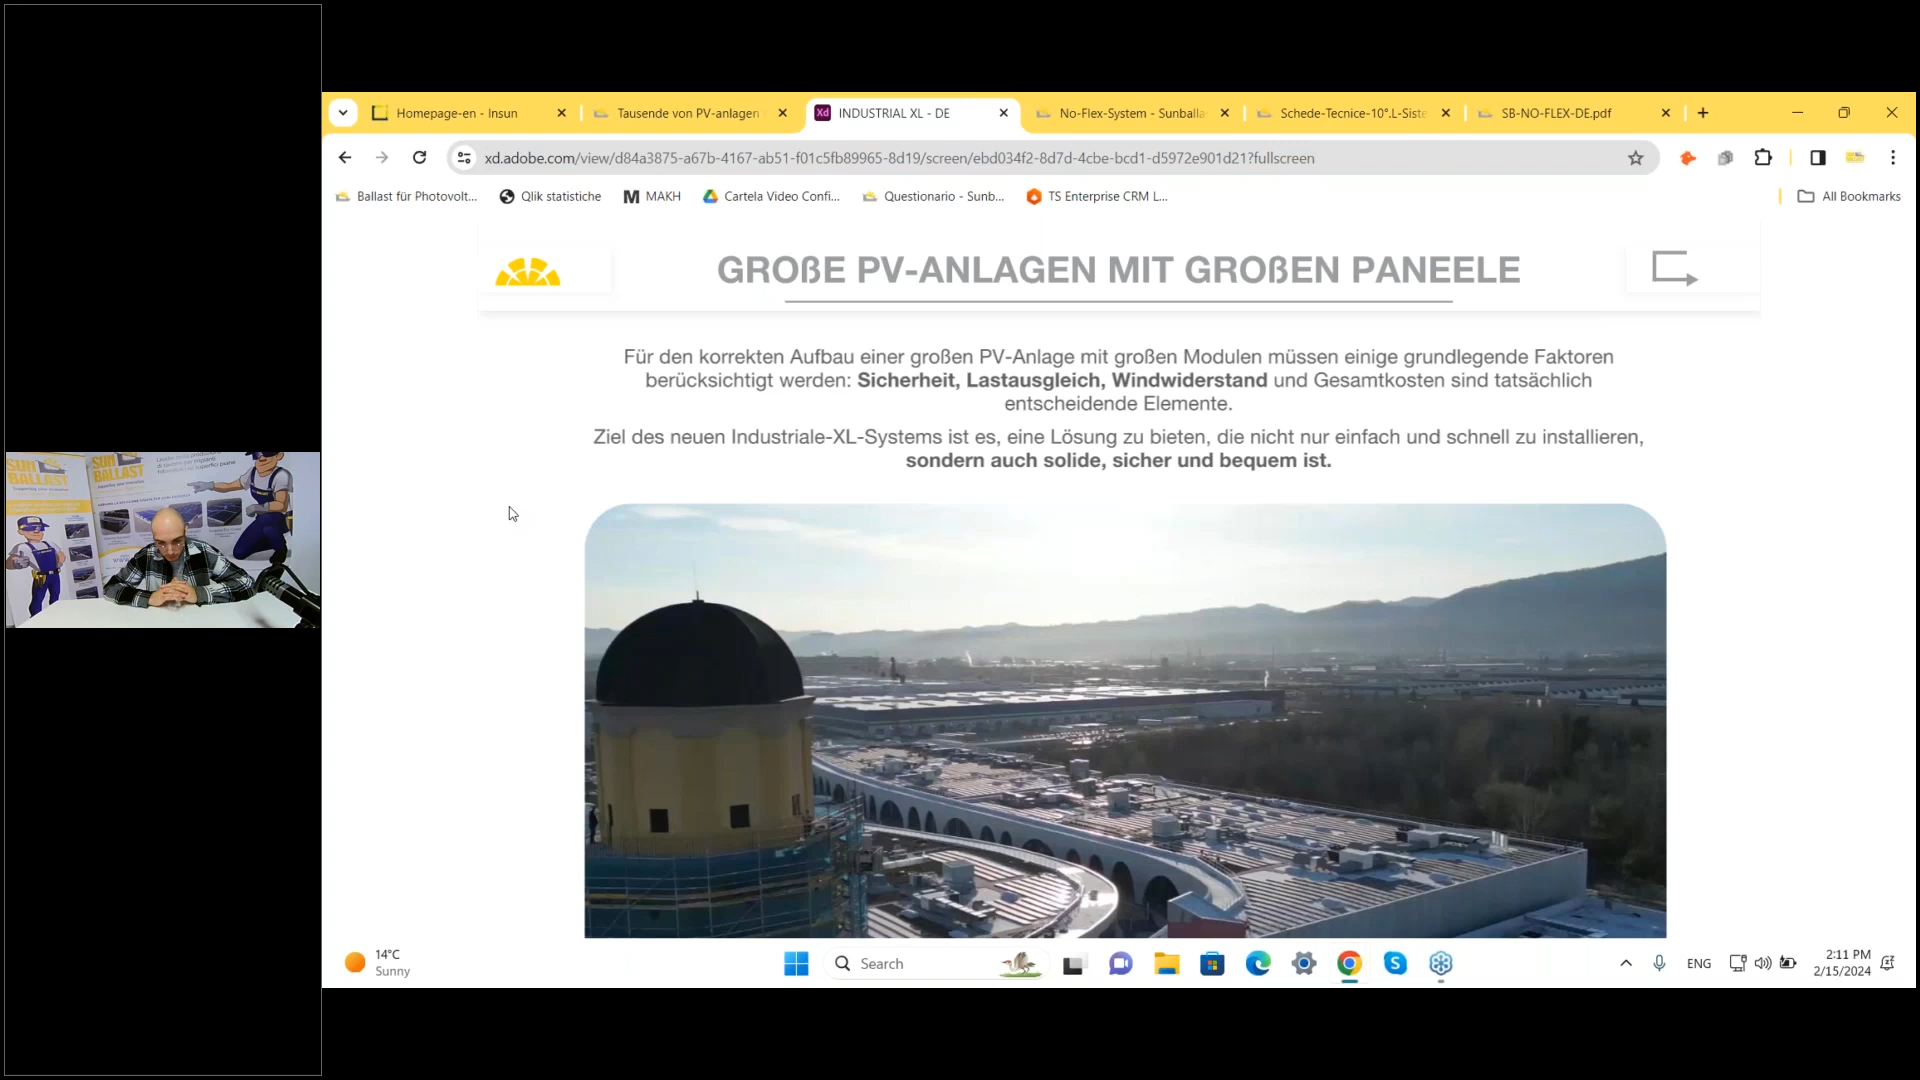 SUN
BALLAST
SUN
BALLAST
Homepage-en - Insun
Tausende von PV-anlagen
Xd
INDUSTRIAL XL - DE
No-Flex-System - Sunballa
Schede-Tecnice-10°.L-Siste
SB-NO-FLEX-DE.pdf
xd.adobe.com/view/d84a3875-a67b-4167-ab51-f01c5fb89965-8d19/screen/ebd034f2-8d7d-4cbe-bcd1-d5972e901d21?fullscreen
Ballast für Photovolt...
Qlik statistiche
M MAKH
Cartela Video Confi...
Questionario - Sunb...
TS Enterprise CRM L...
All Bookmarks
GROßE PV-ANLAGEN MIT GROßEN PANEELE
Für den korrekten Aufbau einer großen PV-Anlage mit großen Modulen müssen einige grundlegende Faktoren
berücksichtigt werden: Sicherheit, Lastausgleich, Windwiderstand und Gesamtkosten sind tatsächlich
entscheidende Elemente.
Ziel des neuen Industriale-XL-Systems ist es, eine Lösung zu bieten, die nicht nur einfach und schnell zu installieren,
sondern auch solide, sicher und bequem ist.
14°C
Sunny
Search
ENG
2:11 PM
2/15/2024